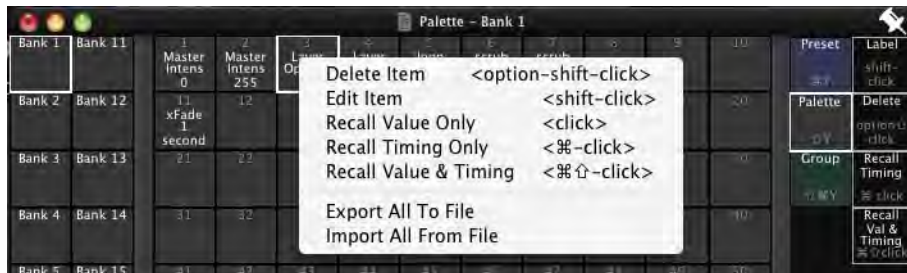 Palette – Bank 1
Bank 1 Bank 11 1 2 3 10 Preset Label
Master Intens 0
Master Intens 255
shift-click
Delete Item <option-shift-click>
Edit Item <shift-click>
Recall Value Only <click>
Recall Timing Only <⌘-click>
Recall Value & Timing <⌘⇧-click>
Export All To File
Import All From File
Bank 2 Bank 12 11 12 20 Palette Delete
xFade 1 second
Bank 3 Bank 13 21 22 Group Recall Timing
⌘ click
Bank 4 Bank 14 31 32 Recall Val & Timing
⌘⇧click
Bank 5 Bank 15 41 42 43